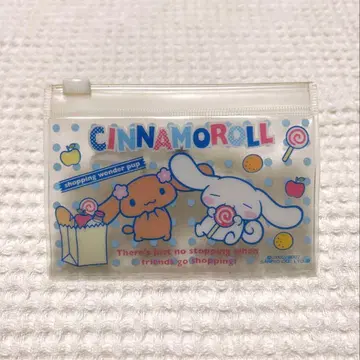 CINNAMOROLL
shopping wonder pup
There's just no stopping when
friends go shopping!